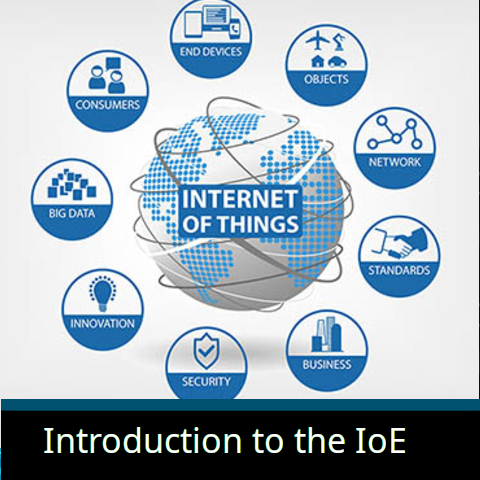 END DEVICES
OBJECTS
CONSUMERS
NETWORK
INTERNET
OF THINGS
BIG DATA
STANDARDS
INNOVATION
BUSINESS
SECURITY
Introduction to the IoE